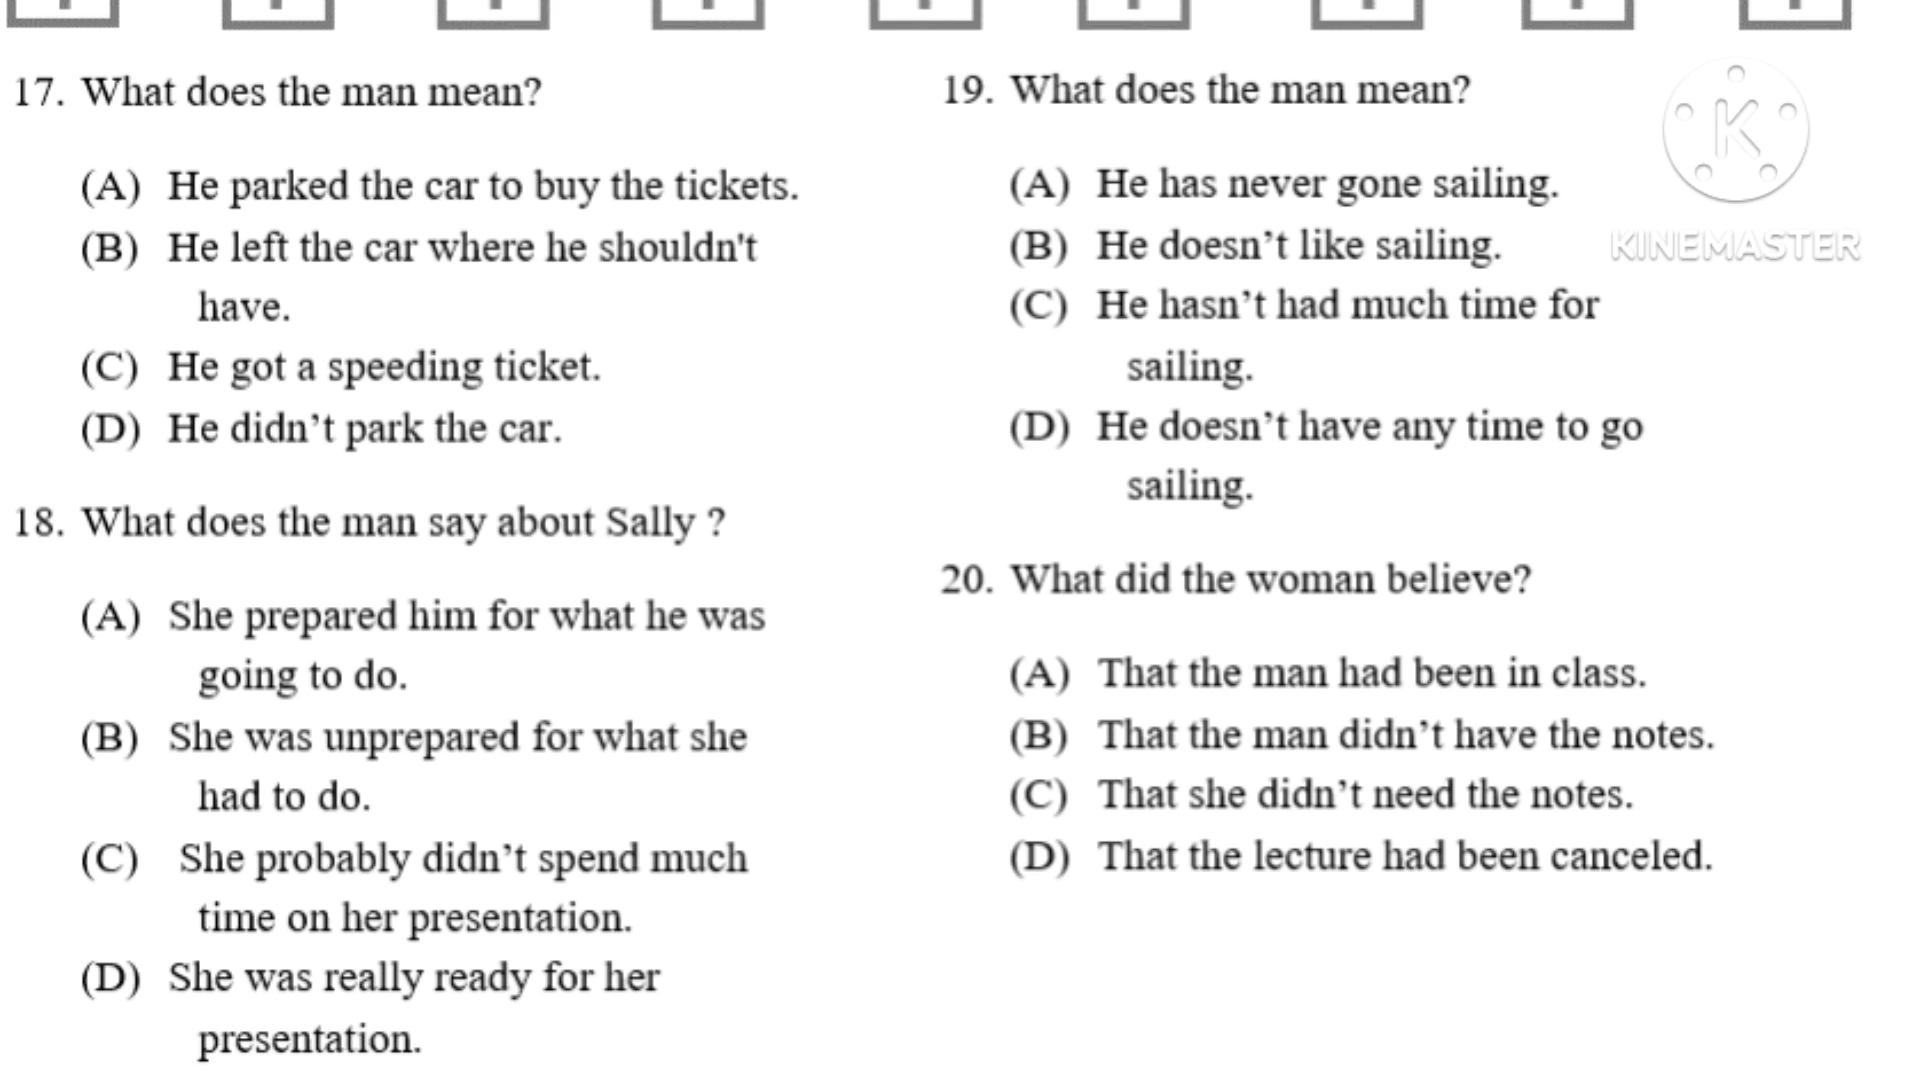 17. What does the man mean?
(A) He parked the car to buy the tickets.
(B) He left the car where he shouldn't
have.
(C) He got a speeding ticket.
(D) He didn’t park the car.
18. What does the man say about Sally ?
(A) She prepared him for what he was
going to do.
(B) She was unprepared for what she
had to do.
(C) She probably didn’t spend much
time on her presentation.
(D) She was really ready for her
presentation.
19. What does the man mean?
(A) He has never gone sailing.
(B) He doesn’t like sailing.
(C) He hasn’t had much time for
sailing.
(D) He doesn’t have any time to go
sailing.
20. What did the woman believe?
(A) That the man had been in class.
(B) That the man didn’t have the notes.
(C) That she didn’t need the notes.
(D) That the lecture had been canceled.
K
KINEMASTER